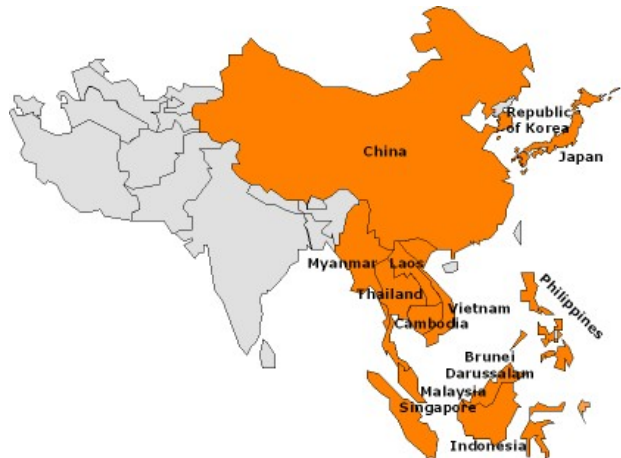 Republic
of Korea
China
Japan
Myanmar
Laos
Thailand
Philippines
Vietnam
Cambodia
Brunei
Darussalam
Malaysia
Singapore
Indonesia